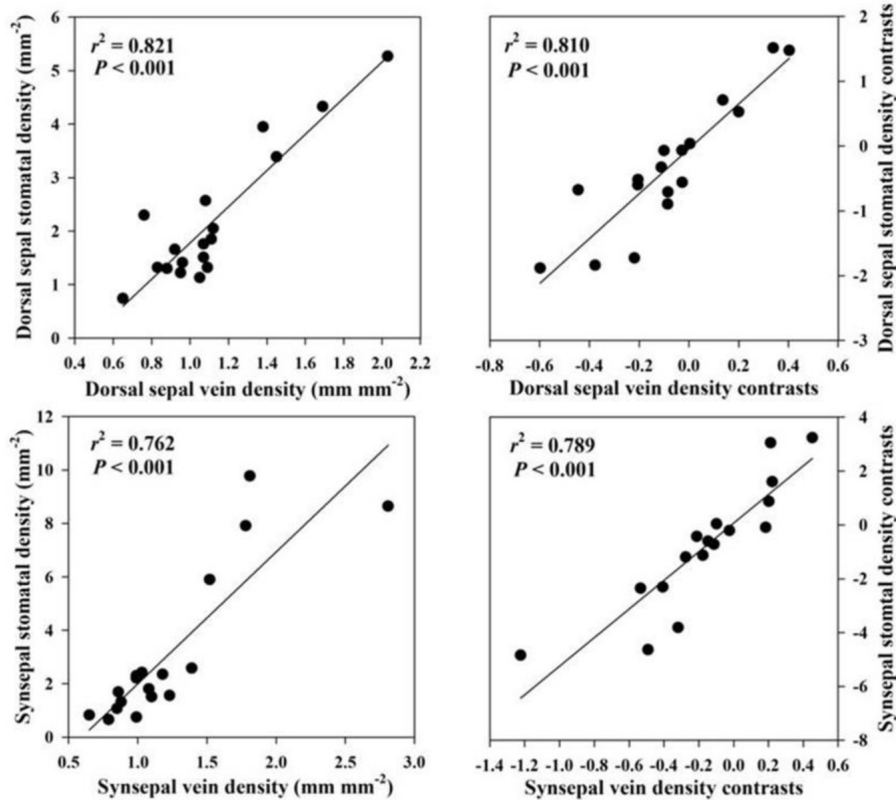 6
5
4
3
2
1
0
Dorsal sepal stomatal density (mm⁻²)
r² = 0.821
P < 0.001
0.4 0.6 0.8 1.0 1.2 1.4 1.6 1.8 2.0 2.2
Dorsal sepal vein density (mm mm⁻²)
r² = 0.810
P < 0.001
2
1
0
-1
-2
-3
Dorsal sepal stomatal density contrasts
-0.8 -0.6 -0.4 -0.2 0.0 0.2 0.4 0.6
Dorsal sepal vein density contrasts
12
10
8
6
4
2
0
Synsepal stomatal density (mm⁻²)
r² = 0.762
P < 0.001
0.5 1.0 1.5 2.0 2.5 3.0
Synsepal vein density (mm mm⁻²)
r² = 0.789
P < 0.001
4
2
0
-2
-4
-6
-8
Synsepal stomtal density contrasts
-1.4 -1.2 -1.0 -0.8 -0.6 -0.4 -0.2 0.0 0.2 0.4 0.6
Synsepal vein density contrasts